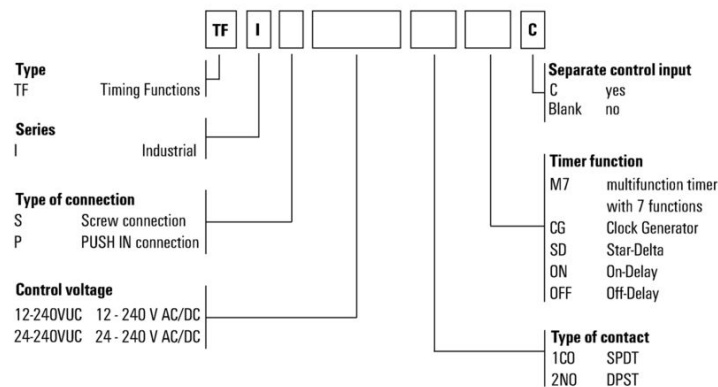 TF I C
Type
TF Timing Functions
Series
I Industrial
Type of connection
S Screw connection
P PUSH IN connection
Control voltage
12-240VUC 12 - 240 V AC/DC
24-240VUC 24 - 240 V AC/DC
Separate control input
C yes
Blank no
Timer function
M7 multifunction timer
with 7 functions
CG Clock Generator
SD Star-Delta
ON On-Delay
OFF Off-Delay
Type of contact
1CO SPDT
2NO DPST